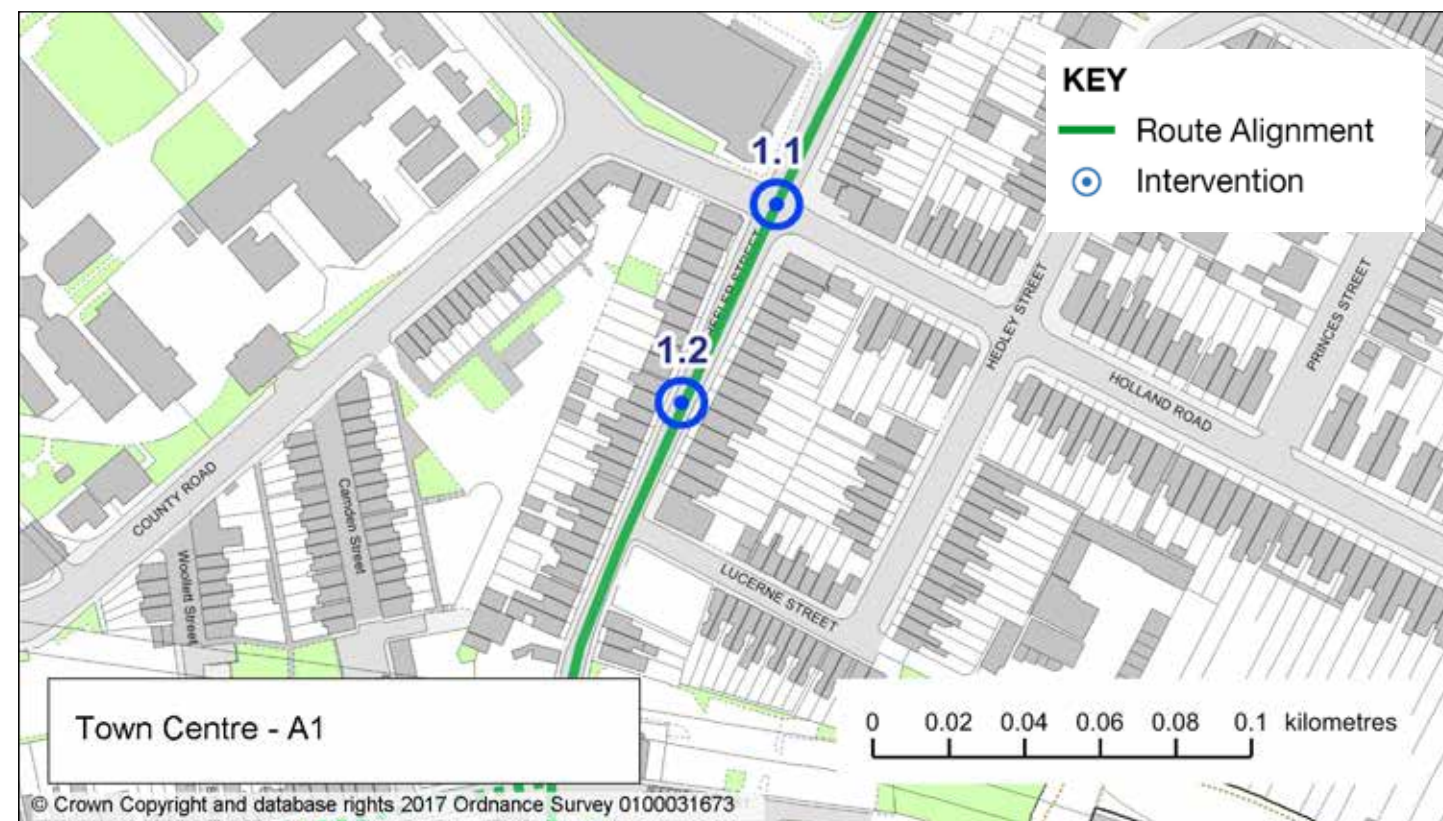 KEY
Route Alignment
Intervention
1.1
STREET
1.2
HEDLEY STREET
PRINCES STREET
HOLLAND ROAD
COUNTY ROAD
Camden Street
Woollett Street
LUCERNE STREET
Town Centre - A1
0 0.02 0.04 0.06 0.08 0.1 kilometres
© Crown Copyright and database rights 2017 Ordnance Survey 0100031673